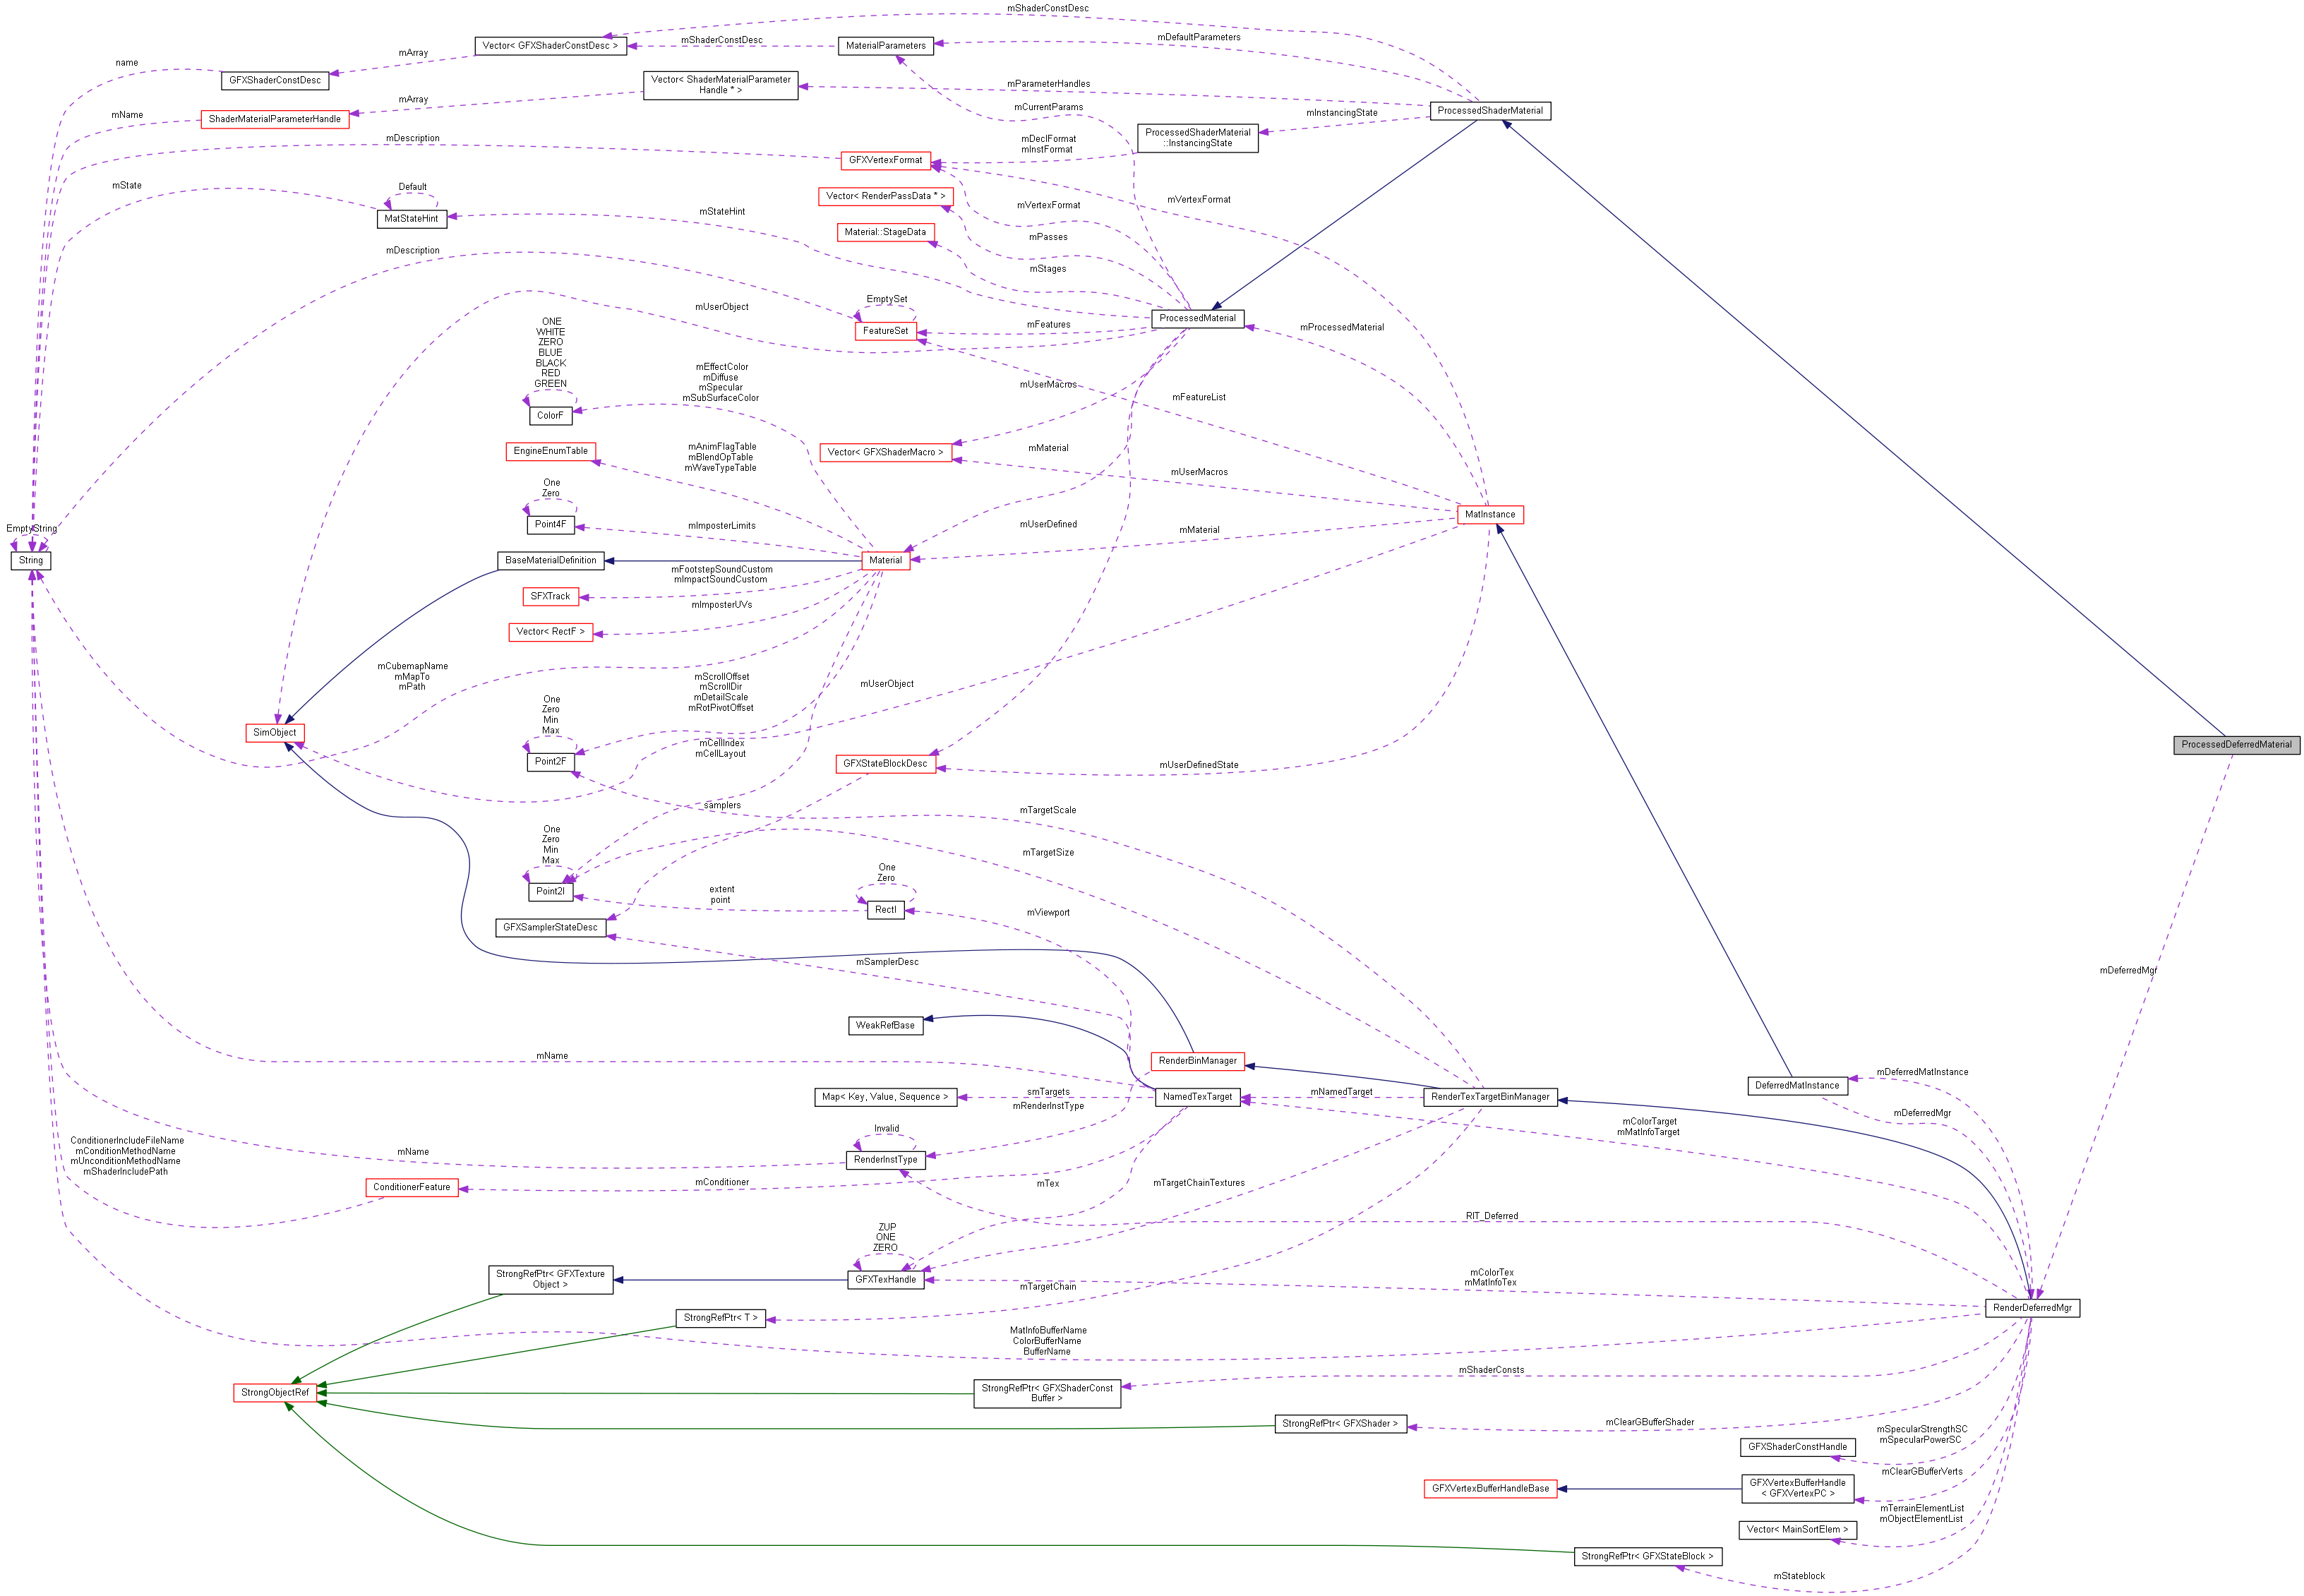 mShaderConstDesc
Vector< GFXShaderConstDesc >
mShaderConstDesc
MaterialParameters
mDefaultParameters
mArray
name
GFXShaderConstDesc
Vector< ShaderMaterialParameter
Handle * >
mParameterHandles
mArray
mCurrentParams
ProcessedShaderMaterial
mName
ShaderMaterialParameterHandle
mInstancingState
mDescription
mDeclFormat
mInstFormat
ProcessedShaderMaterial
::InstancingState
GFXVertexFormat
mState
Default
MatStateHint
mStateHint
Vector< RenderPassData * >
mVertexFormat
mVertexFormat
Material::StageData
mPasses
mDescription
mStages
EmptySet
FeatureSet
mUserObject
mFeatures
ProcessedMaterial
mProcessedMaterial
ONE
WHITE
ZERO
BLUE
BLACK
RED
GREEN
ColorF
mEffectColor
mDiffuse
mSpecular
mSubSurfaceColor
mUserMacros
mFeatureList
EngineEnumTable
mAnimFlagTable
mBlendOpTable
mWaveTypeTable
Vector< GFXShaderMacro >
mMaterial
mUserMacros
One
Zero
Point4F
mImposterLimits
mUserDefined
mMaterial
MatInstance
EmptyString
String
BaseMaterialDefinition
Material
mFootstepSoundCustom
mImpactSoundCustom
SFXTrack
mImposterUVs
Vector< RectF >
mCubemapName
mMapTo
mPath
mScrollOffset
mScrollDir
mDetailScale
mRotPivotOffset
mUserObject
One
Zero
Min
Max
Point2F
SimObject
mCellIndex
mCellLayout
GFXStateBlockDesc
mUserDefinedState
ProcessedDeferredMaterial
samplers
mTargetScale
One
Zero
Min
Max
Point2I
mTargetSize
extent
point
One
Zero
RectI
mViewport
GFXSamplerStateDesc
mSamplerDesc
mDeferredMgr
WeakRefBase
mName
RenderBinManager
Map< Key, Value, Sequence >
smTargets
mRenderInstType
NamedTexTarget
mNamedTarget
RenderTexTargetBinManager
DeferredMatInstance
mDeferredMatInstance
mDeferredMgr
mColorTarget
mMatInfoTarget
ConditionerIncludeFileName
mConditionMethodName
mUnconditionMethodName
mShaderIncludePath
mName
Invalid
RenderInstType
ConditionerFeature
mConditioner
mTex
mTargetChainTextures
RIT_Deferred
ZUP
ONE
ZERO
GFXTexHandle
StrongRefPtr< GFXTexture
Object >
mTargetChain
mColorTex
mMatInfoTex
RenderDeferredMgr
StrongRefPtr< T >
MatInfoBufferName
ColorBufferName
BufferName
StrongObjectRef
StrongRefPtr< GFXShaderConst
Buffer >
mShaderConsts
StrongRefPtr< GFXShader >
mClearGBufferShader
GFXShaderConstHandle
mSpecularStrengthSC
mSpecularPowerSC
GFXVertexBufferHandleBase
GFXVertexBufferHandle
< GFXVertexPC >
mClearGBufferVerts
Vector< MainSortElem >
mTerrainElementList
mObjectElementList
StrongRefPtr< GFXStateBlock >
mStateblock